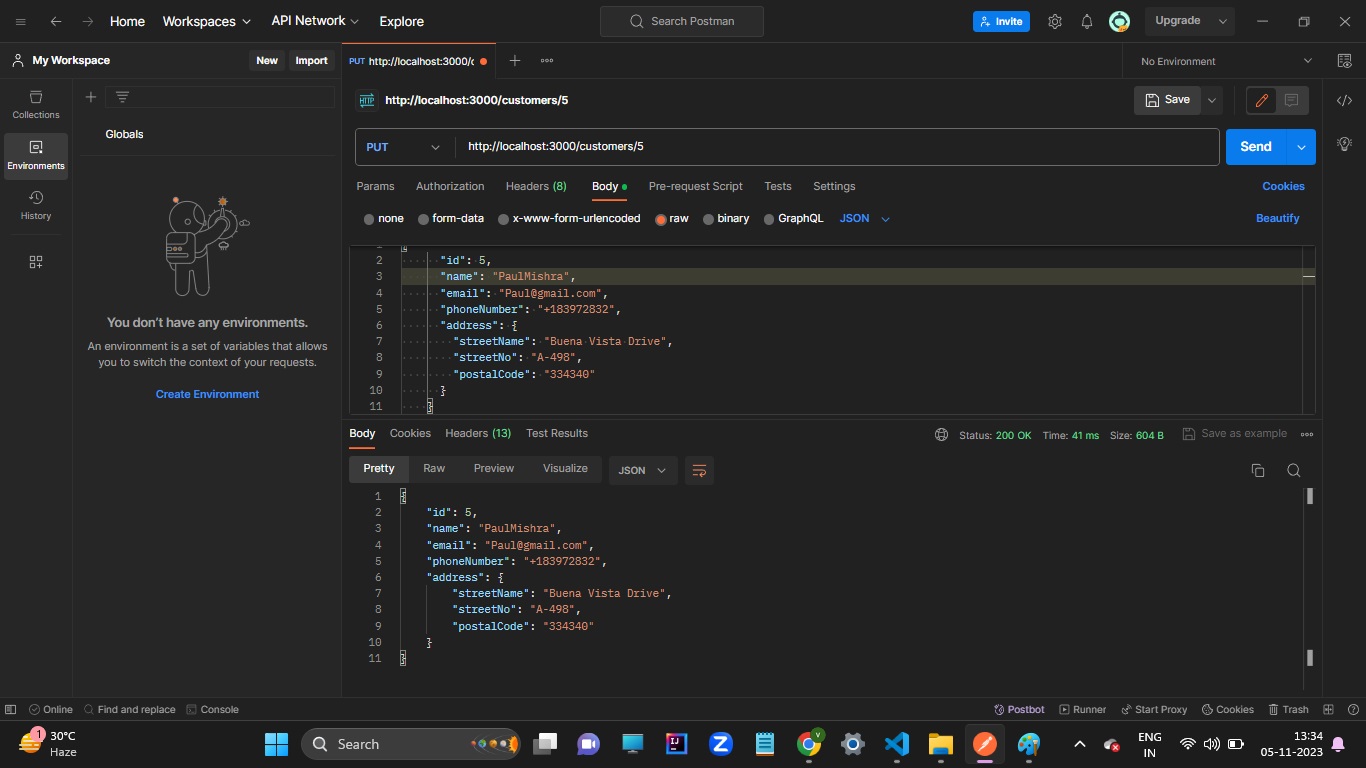 Home Workspaces API Network Explore Search Postman Invite Upgrade
My Workspace New Import PUT http://localhost:3000/c No Environment
Collections
Environments
History
Globals
You don't have any environments.
An environment is a set of variables that allows
you to switch the context of your requests.
Create Environment
HTTP http://localhost:3000/customers/5 Save
PUT http://localhost:3000/customers/5 Send
Params Authorization Headers (8) Body Pre-request Script Tests Settings Cookies
none form-data x-www-form-urlencoded raw binary GraphQL JSON Beautify
1 {
2 "id": 5,
3 "name": "PaulMishra",
4 "email": "Paul@gmail.com",
5 "phoneNumber": "+183972832",
6 "address": {
7 "streetName": "Buena Vista Drive",
8 "streetNo": "A-498",
9 "postalCode": "334340"
10 }
11 }
Body Cookies Headers (13) Test Results Status: 200 OK Time: 41 ms Size: 604 B Save as example
Pretty Raw Preview Visualize JSON
1 {
2 "id": 5,
3 "name": "PaulMishra",
4 "email": "Paul@gmail.com",
5 "phoneNumber": "+183972832",
6 "address": {
7 "streetName": "Buena Vista Drive",
8 "streetNo": "A-498",
9 "postalCode": "334340"
10 }
11 }
Online Find and replace Console Postbot Runner Start Proxy Cookies Trash
1 30°C
Haze
Search
IJ
Z
V
ENG
IN
13:34
05-11-2023